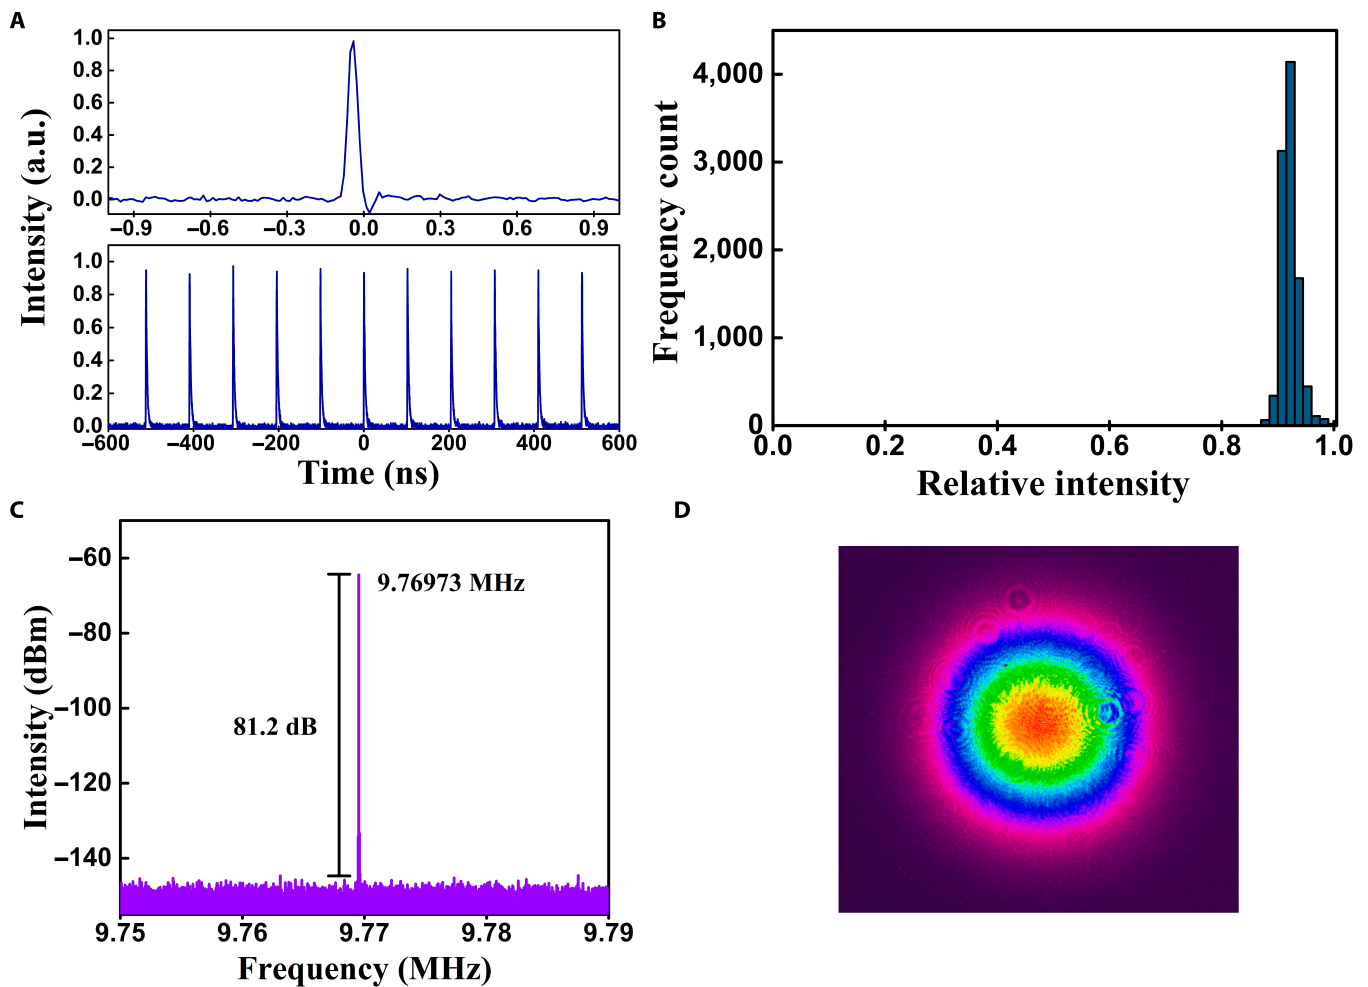 A
Intensity (a.u.)
1.0
0.8
0.6
0.4
0.2
0.0
−0.9 −0.6 −0.3 0.0 0.3 0.6 0.9
1.0
0.8
0.6
0.4
0.2
0.0
−600 −400 −200 0 200 400 600
Time (ns)
B
Frequency count
4,000
3,000
2,000
1,000
0
0.0 0.2 0.4 0.6 0.8 1.0
Relative intensity
C
Intensity (dBm)
−60
−80
−100
−120
−140
9.76973 MHz
81.2 dB
9.75 9.76 9.77 9.78 9.79
Frequency (MHz)
D